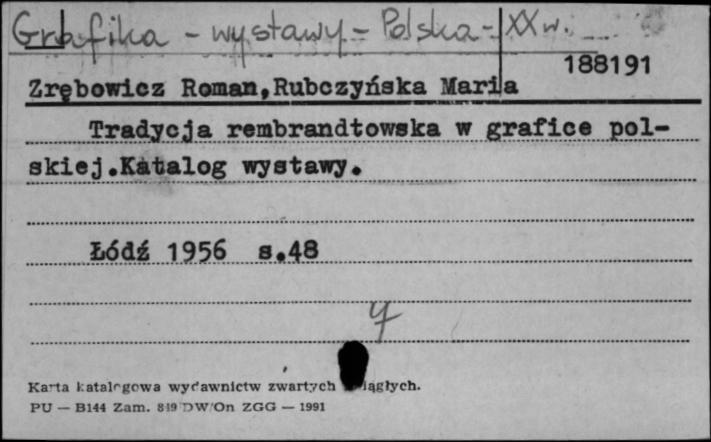 Grafika - wystawy - Polska - XX w.
188191
Zrębowicz Roman,Rubczyńska Maria
Tradycja rembrandtowska w grafice pol-
skiej.Katalog wystawy.
Łódź 1956 s.48
Karta katalogowa wydawnictw zwartych ciągłych.
PU — B144 Zam. 849 DW/On ZGG — 1991